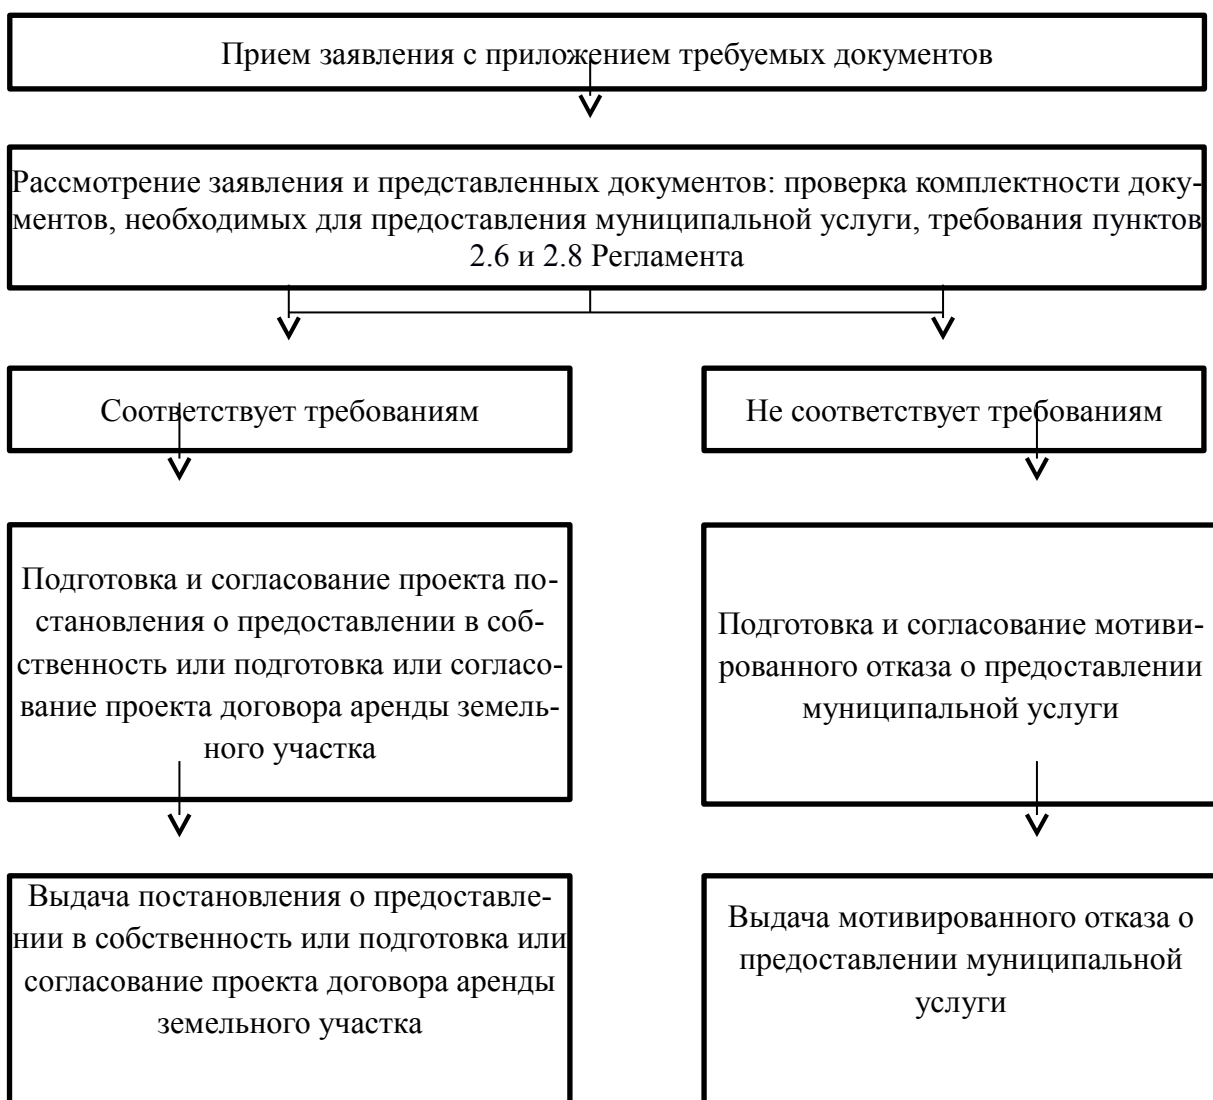 Прием заявления с приложением требуемых документов
Рассмотрение заявления и представленных документов: проверка комплектности доку-
ментов, необходимых для предоставления муниципальной услуги, требования пунктов
2.6 и 2.8 Регламента
Соответствует требованиям
Не соответствует требованиям
Подготовка и согласование проекта по-
становления о предоставлении в соб-
ственность или подготовка или согласо-
вание проекта договора аренды земель-
ного участка
Подготовка и согласование мотиви-
рованного отказа о предоставлении
муниципальной услуги
Выдача постановления о предоставле-
нии в собственность или подготовка или
согласование проекта договора аренды
земельного участка
Выдача мотивированного отказа о
предоставлении муниципальной
услуги